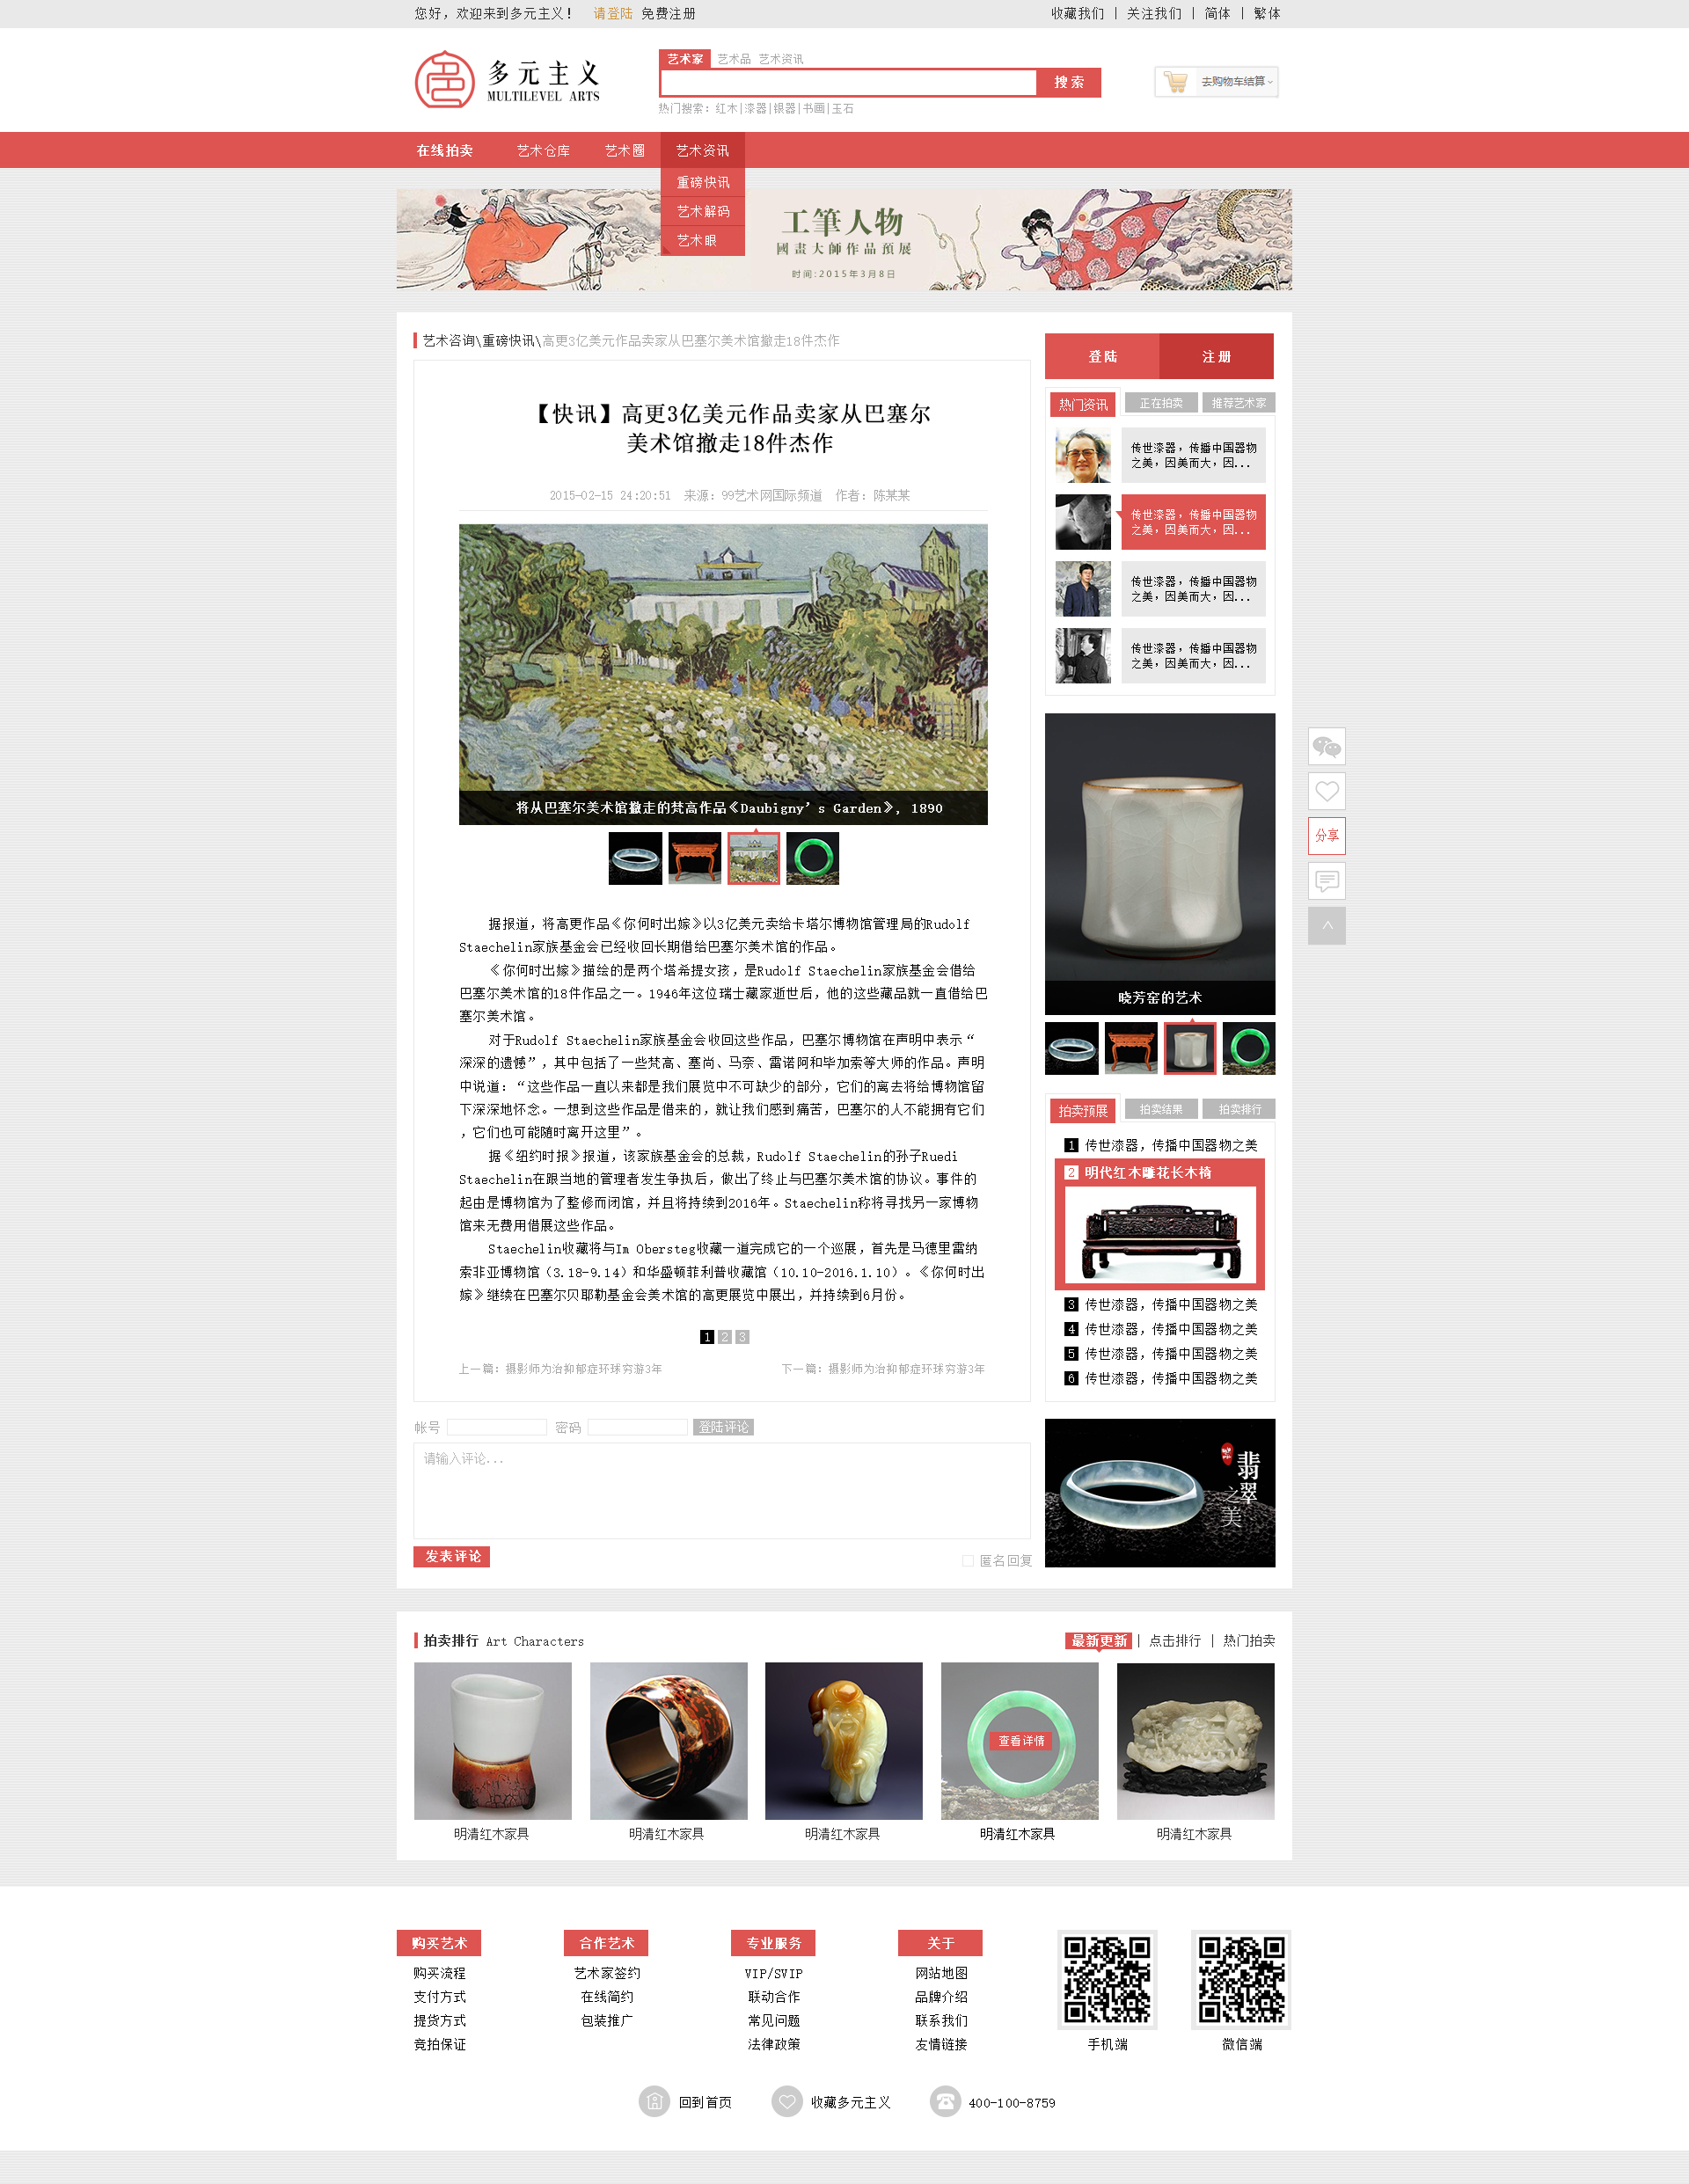 您好，欢迎来到多元主义！ 请登陆 免费注册
收藏我们 | 关注我们 | 简体 | 繁体
多元主义
MULTILEVEL ARTS
艺术家 艺术品 艺术资讯
搜索
热门搜索：红木|漆器|银器|书画|玉石
去购物车结算
在线拍卖 艺术仓库 艺术圈 艺术资讯
重磅快讯
艺术解码
艺术眼
工筆人物
國畫大師作品預展
时间:2015年3月8日
艺术咨询\重磅快讯\高更3亿美元作品卖家从巴塞尔美术馆撤走18件杰作
【快讯】高更3亿美元作品卖家从巴塞尔
美术馆撤走18件杰作
2015-02-15 24:20:51 来源：99艺术网国际频道 作者：陈某某
将从巴塞尔美术馆撤走的梵高作品《Daubigny’s Garden》, 1890
据报道，将高更作品《你何时出嫁》以3亿美元卖给卡塔尔博物馆管理局的Rudolf
Staechelin家族基金会已经收回长期借给巴塞尔美术馆的作品。
《你何时出嫁》描绘的是两个塔希提女孩，是Rudolf Staechelin家族基金会借给
巴塞尔美术馆的18件作品之一。1946年这位瑞士藏家逝世后，他的这些藏品就一直借给巴
塞尔美术馆。
对于Rudolf Staechelin家族基金会收回这些作品，巴塞尔博物馆在声明中表示“
深深的遗憾”，其中包括了一些梵高、塞尚、马奈、雷诺阿和毕加索等大师的作品。声明
中说道：“这些作品一直以来都是我们展览中不可缺少的部分，它们的离去将给博物馆留
下深深地怀念。一想到这些作品是借来的，就让我们感到痛苦，巴塞尔的人不能拥有它们
，它们也可能随时离开这里”。
据《纽约时报》报道，该家族基金会的总裁，Rudolf Staechelin的孙子Ruedi
Staechelin在跟当地的管理者发生争执后，做出了终止与巴塞尔美术馆的协议。事件的
起由是博物馆为了整修而闭馆，并且将持续到2016年。Staechelin称将寻找另一家博物
馆来无费用借展这些作品。
Staechelin收藏将与Im Obersteg收藏一道完成它的一个巡展，首先是马德里雷纳
索非亚博物馆（3.18-9.14）和华盛顿菲利普收藏馆（10.10-2016.1.10）。《你何时出
嫁》继续在巴塞尔贝耶勒基金会美术馆的高更展览中展出，并持续到6月份。
1 2 3
上一篇：摄影师为治抑郁症环球穷游3年 下一篇：摄影师为治抑郁症环球穷游3年
帐号 密码 登陆评论
请输入评论...
发表评论 匿名回复
登陆 注册
热门资讯 正在拍卖 推荐艺术家
传世漆器，传播中国器物
之美，因美而大，因...
传世漆器，传播中国器物
之美，因美而大，因...
传世漆器，传播中国器物
之美，因美而大，因...
传世漆器，传播中国器物
之美，因美而大，因...
晓芳窑的艺术
分享
拍卖预展 拍卖结果 拍卖排行
1 传世漆器，传播中国器物之美
2 明代红木雕花长木椅
3 传世漆器，传播中国器物之美
4 传世漆器，传播中国器物之美
5 传世漆器，传播中国器物之美
6 传世漆器，传播中国器物之美
翡翠
之美
拍卖排行 Art Characters
最新更新 | 点击排行 | 热门拍卖
查看详情
明清红木家具 明清红木家具 明清红木家具 明清红木家具 明清红木家具
购买艺术 合作艺术 专业服务 关于
购买流程 艺术家签约 VIP/SVIP 网站地图
支付方式 在线简约 联动合作 品牌介绍
提货方式 包装推广 常见问题 联系我们
竞拍保证 法律政策 友情链接
手机端 微信端
回到首页 收藏多元主义 400-100-8759